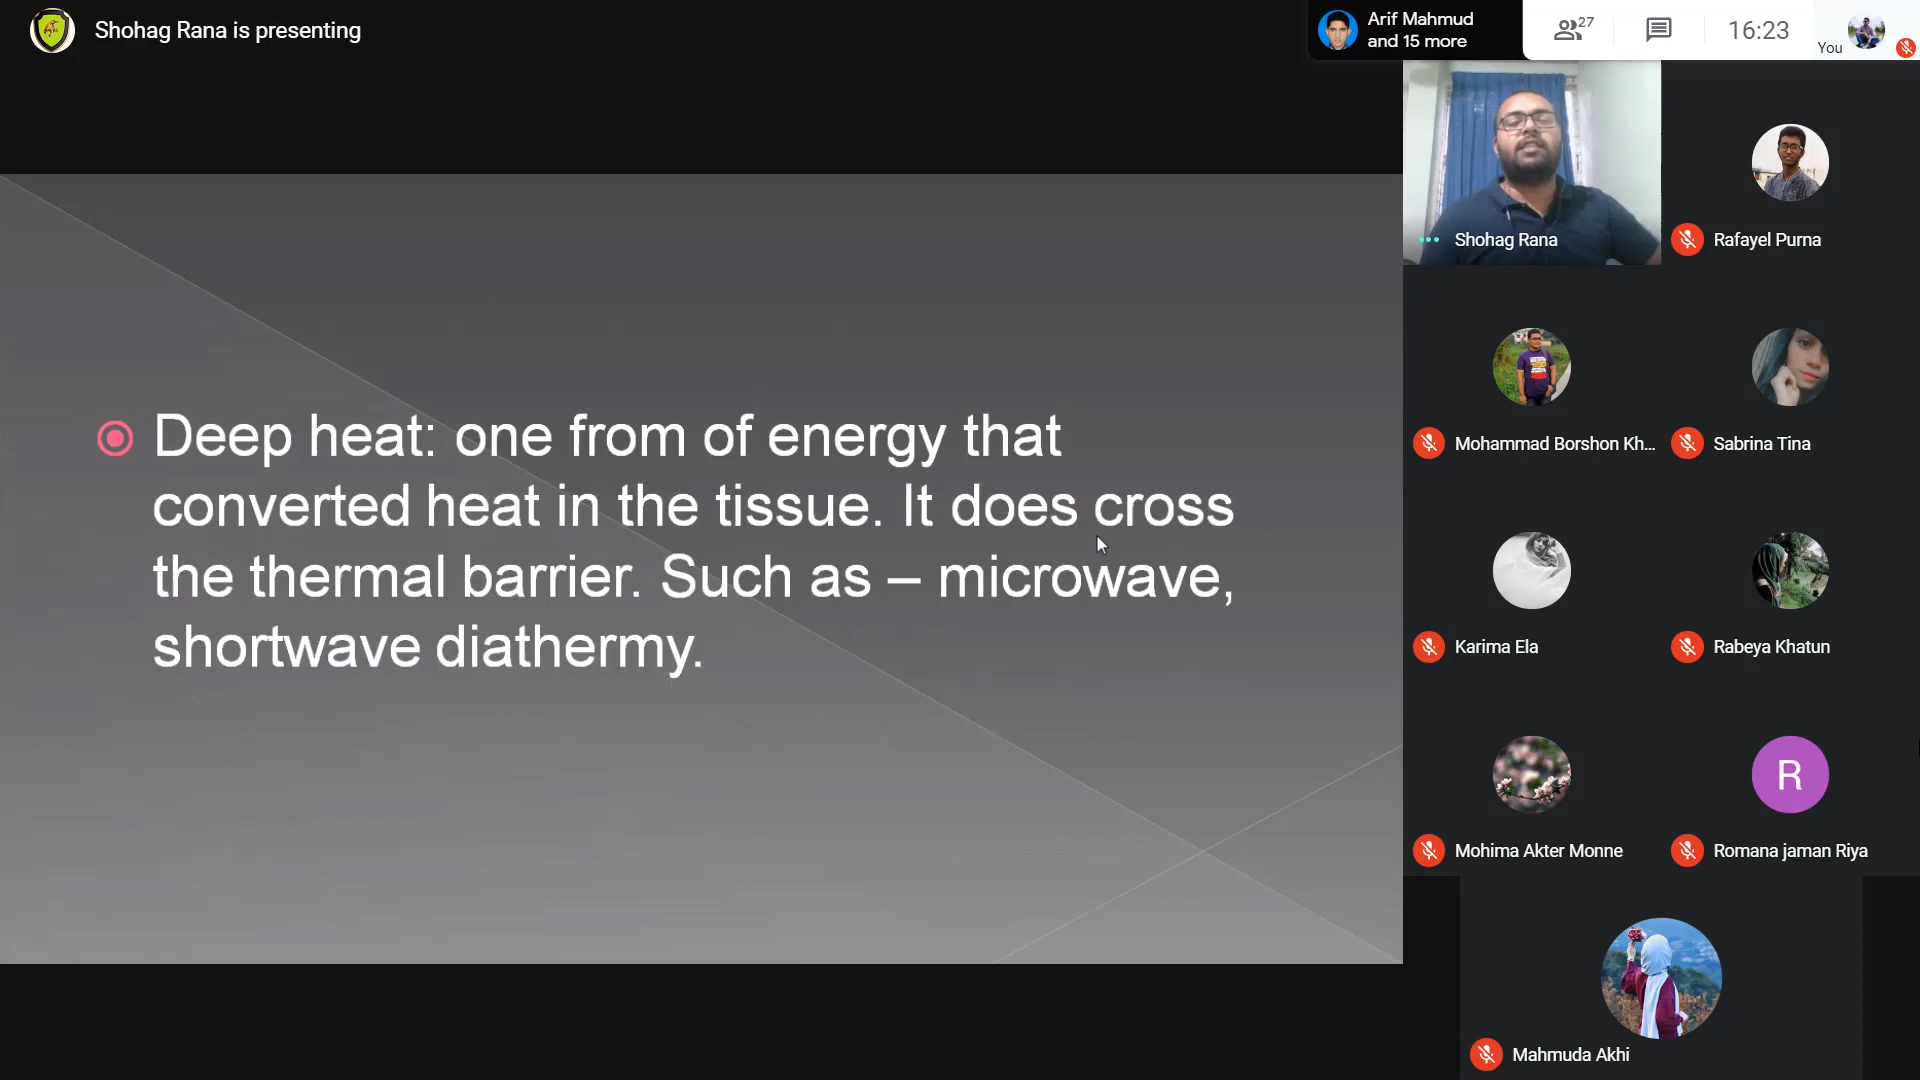 Shohag Rana is presenting
Arif Mahmud
and 15 more
27
16:23
You
Deep heat: one from of energy that
converted heat in the tissue. It does cross
the thermal barrier. Such as – microwave,
shortwave diathermy.
Shohag Rana
Rafayel Purna
Mohammad Borshon Kh...
Sabrina Tina
Karima Ela
Rabeya Khatun
R
Mohima Akter Monne
Romana jaman Riya
Mahmuda Akhi